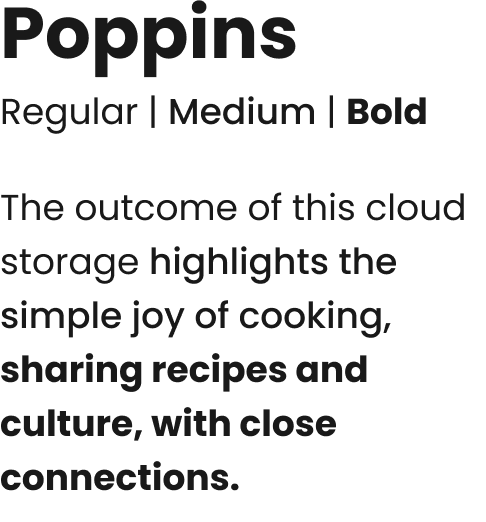 Poppins
Regular | Medium | Bold
The outcome of this cloud
storage highlights the
simple joy of cooking,
sharing recipes and
culture, with close
connections.